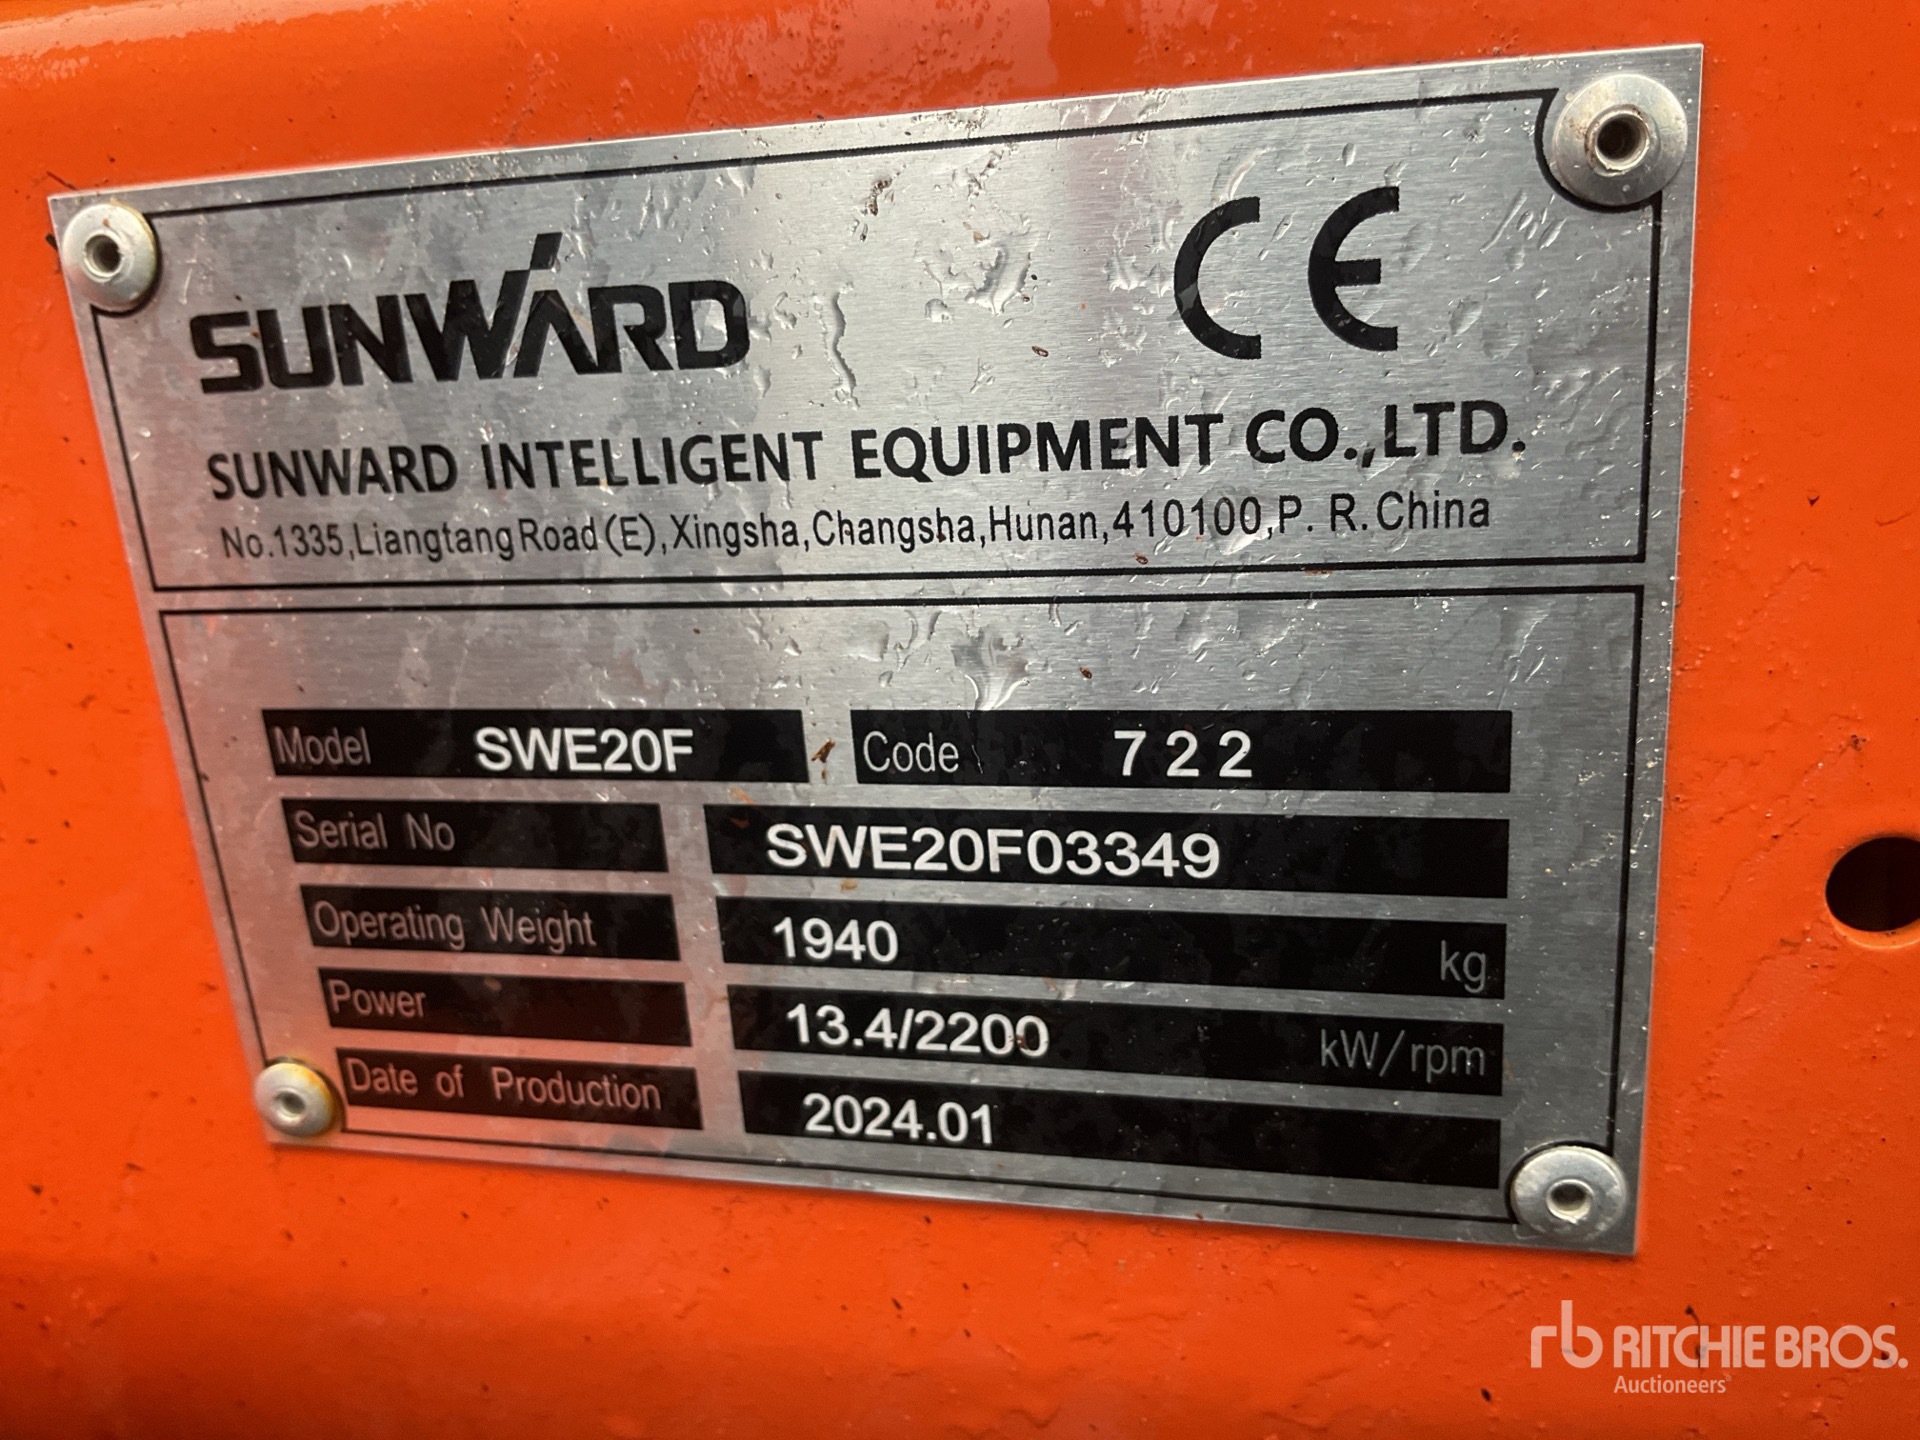 SUNWARD
CE
SUNWARD INTELLIGENT EQUIPMENT CO.,LTD.
No.1335,Liangtang Road(E),Xingsha,Changsha,Hunan,410100,P. R. China
Model SWE20F Code 722
Serial No SWE20F03349
Operating Weight 1940 kg
Power 13.4/2200 kW/rpm
Date of Production 2024.01
rb RITCHIE BROS.
Auctioneers